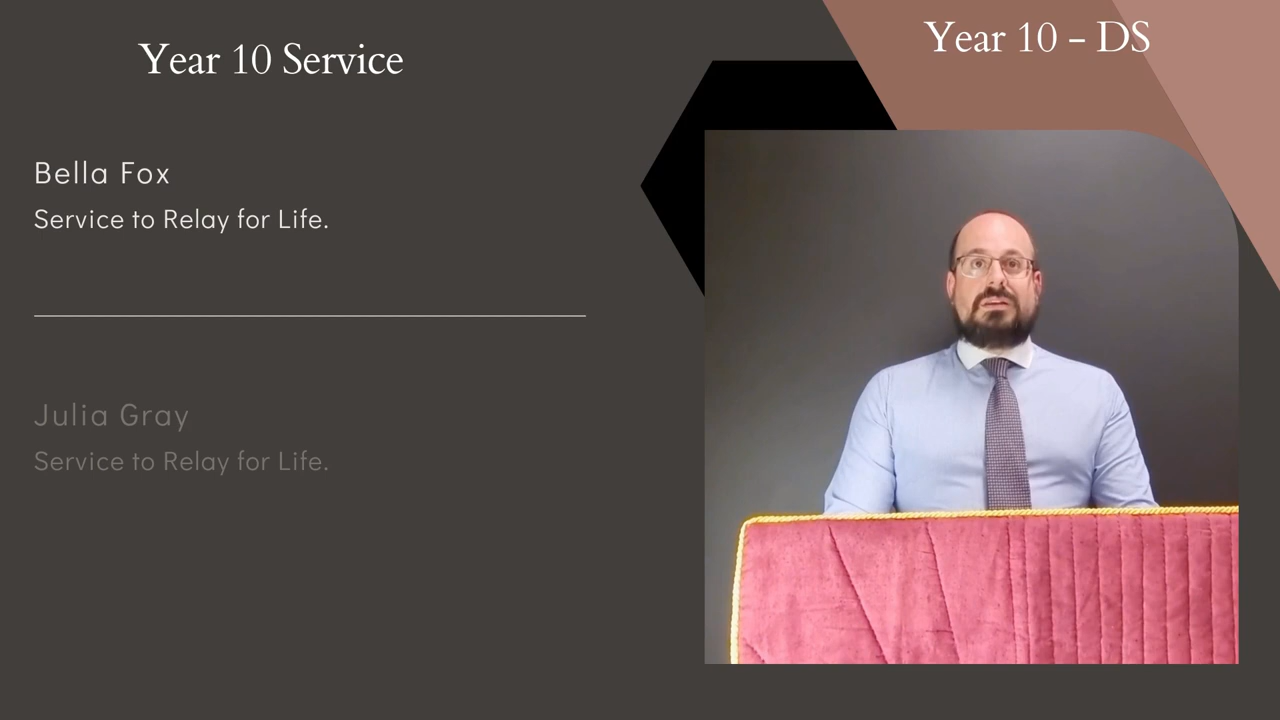 Year 10 Service
Year 10 – DS
Bella Fox
Service to Relay for Life.
Julia Gray
Service to Relay for Life.